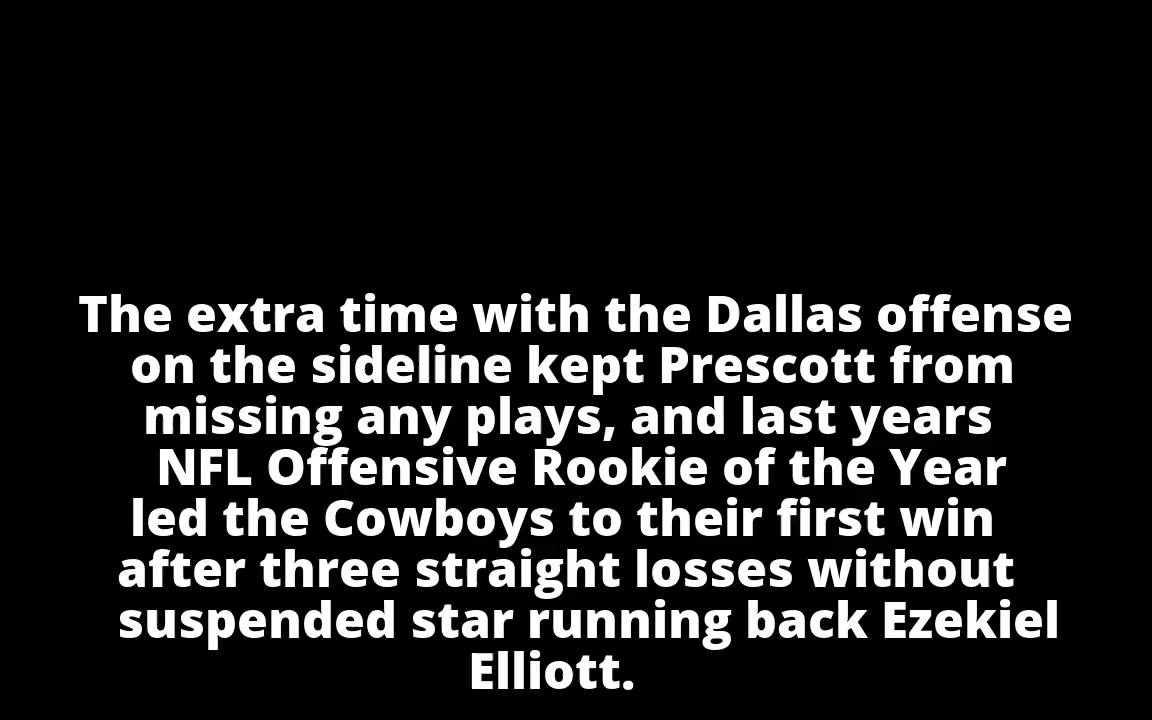 The extra time with the Dallas offense
on the sideline kept Prescott from
missing any plays, and last years
NFL Offensive Rookie of the Year
led the Cowboys to their first win
after three straight losses without
suspended star running back Ezekiel
Elliott.